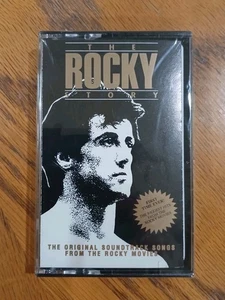 THE
ROCKY
STORY
THE ORIGINAL SOUNDTRACK SONGS
FROM THE ROCKY MOVIES